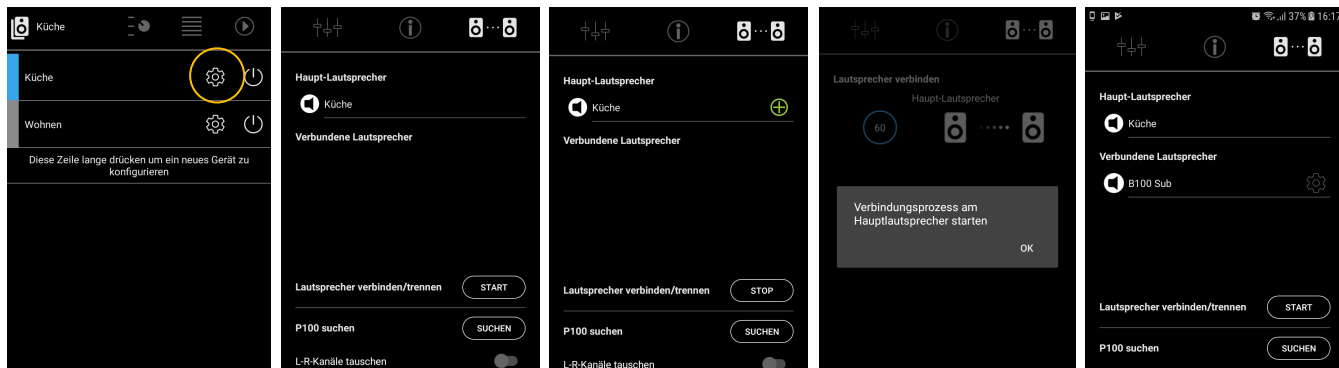 Küche
Küche
Wohnen
Diese Zeile lange drücken um ein neues Gerät zu
konfigurieren
Haupt-Lautsprecher
Küche
Verbundene Lautsprecher
Lautsprecher verbinden/trennen START
P100 suchen SUCHEN
L-R-Kanäle tauschen
Haupt-Lautsprecher
Küche
Verbundene Lautsprecher
Lautsprecher verbinden/trennen STOP
P100 suchen SUCHEN
L-R-Kanäle tauschen
Lautsprecher verbinden
Haupt-Lautsprecher
60
Verbindungsprozess am
Hauptlautsprecher starten
OK
37% 16:17
Haupt-Lautsprecher
Küche
Verbundene Lautsprecher
B100 Sub
Lautsprecher verbinden/trennen START
P100 suchen SUCHEN